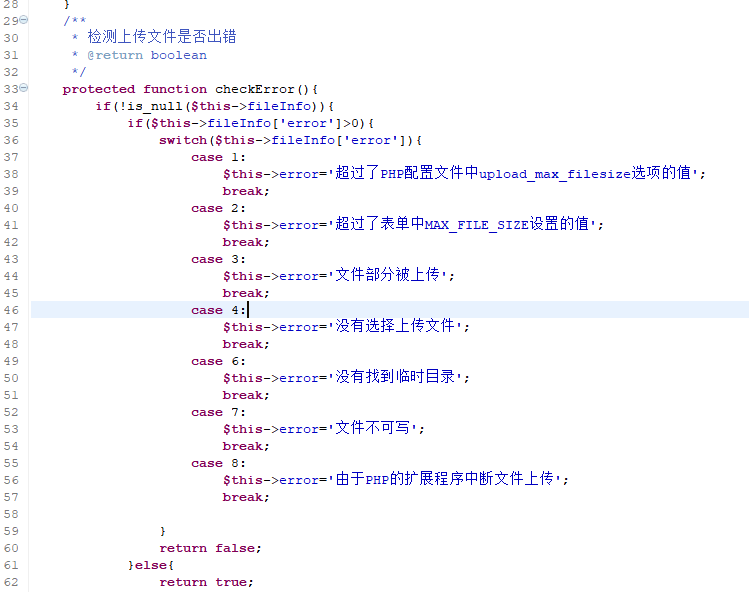 28     }
29     /**
30      * 检测上传文件是否出错
31      * @return boolean
32      */
33     protected function checkError(){
34         if(!is_null($this->fileInfo)){
35             if($this->fileInfo['error']>0){
36                 switch($this->fileInfo['error']){
37                     case 1:
38                         $this->error='超过了PHP配置文件中upload_max_filesize选项的值';
39                         break;
40                     case 2:
41                         $this->error='超过了表单中MAX_FILE_SIZE设置的值';
42                         break;
43                     case 3:
44                         $this->error='文件部分被上传';
45                         break;
46                     case 4:
47                         $this->error='没有选择上传文件';
48                         break;
49                     case 6:
50                         $this->error='没有找到临时目录';
51                         break;
52                     case 7:
53                         $this->error='文件不可写';
54                         break;
55                     case 8:
56                         $this->error='由于PHP的扩展程序中断文件上传';
57                         break;
58
59                 }
60                 return false;
61             }else{
62                 return true;